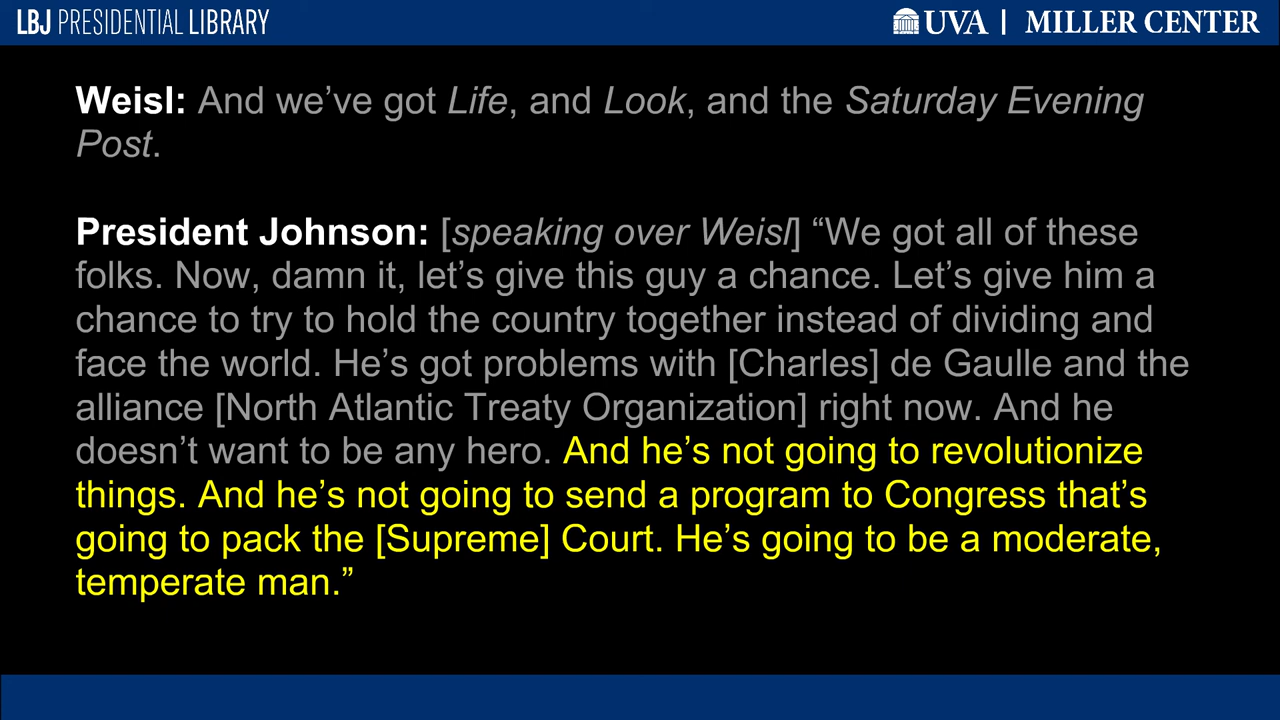 LBJ PRESIDENTIAL LIBRARY
UVA | MILLER CENTER
Weisl: And we’ve got Life, and Look, and the Saturday Evening
Post.
President Johnson: [speaking over Weisl] “We got all of these
folks. Now, damn it, let’s give this guy a chance. Let’s give him a
chance to try to hold the country together instead of dividing and
face the world. He’s got problems with [Charles] de Gaulle and the
alliance [North Atlantic Treaty Organization] right now. And he
doesn’t want to be any hero. And he’s not going to revolutionize
things. And he’s not going to send a program to Congress that’s
going to pack the [Supreme] Court. He’s going to be a moderate,
temperate man.”